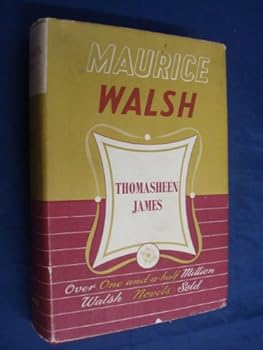 MAURICE
WALSH
THOMASHEEN
JAMES
Over One and-a-half Million
Walsh Novels Sold